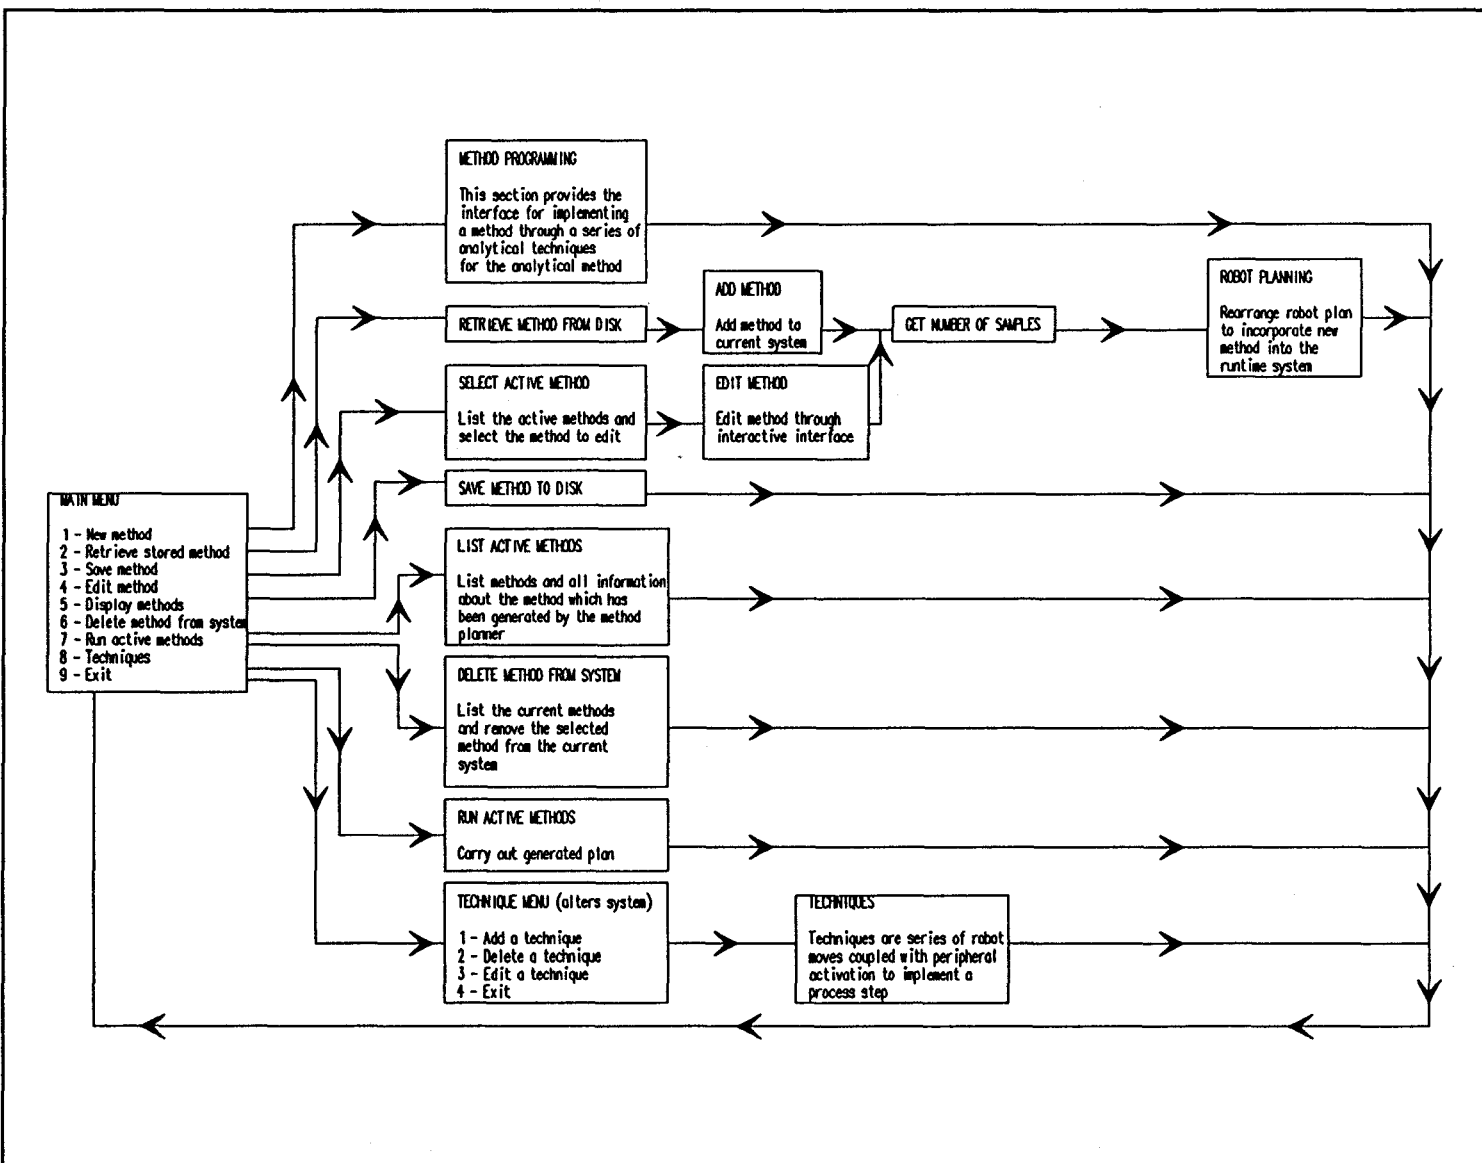 METHOD PROGRAMMING
This section provides the
interface for implementing
a method through a series of
analytical techniques
for the analytical method
RETRIEVE METHOD FROM DISK
ADD METHOD
Add method to
current system
GET NUMBER OF SAMPLES
ROBOT PLANNING
Rearrange robot plan
to incorporate new
method into the
runtime system
SELECT ACTIVE METHOD
List the active methods and
select the method to edit
EDIT METHOD
Edit method through
interactive interface
SAVE METHOD TO DISK
MAIN MENU
1 - New method
2 - Retrieve stored method
3 - Save method
4 - Edit method
5 - Display methods
6 - Delete method from system
7 - Run active methods
8 - Techniques
9 - Exit
LIST ACTIVE METHODS
List methods and all information
about the method which has
been generated by the method
planner
DELETE METHOD FROM SYSTEM
List the current methods
and remove the selected
method from the current
system
RUN ACTIVE METHODS
Carry out generated plan
TECHNIQUE MENU (alters system)
1 - Add a technique
2 - Delete a technique
3 - Edit a technique
4 - Exit
TECHNIQUES
Techniques are series of robot
moves coupled with peripheral
activation to implement a
process step